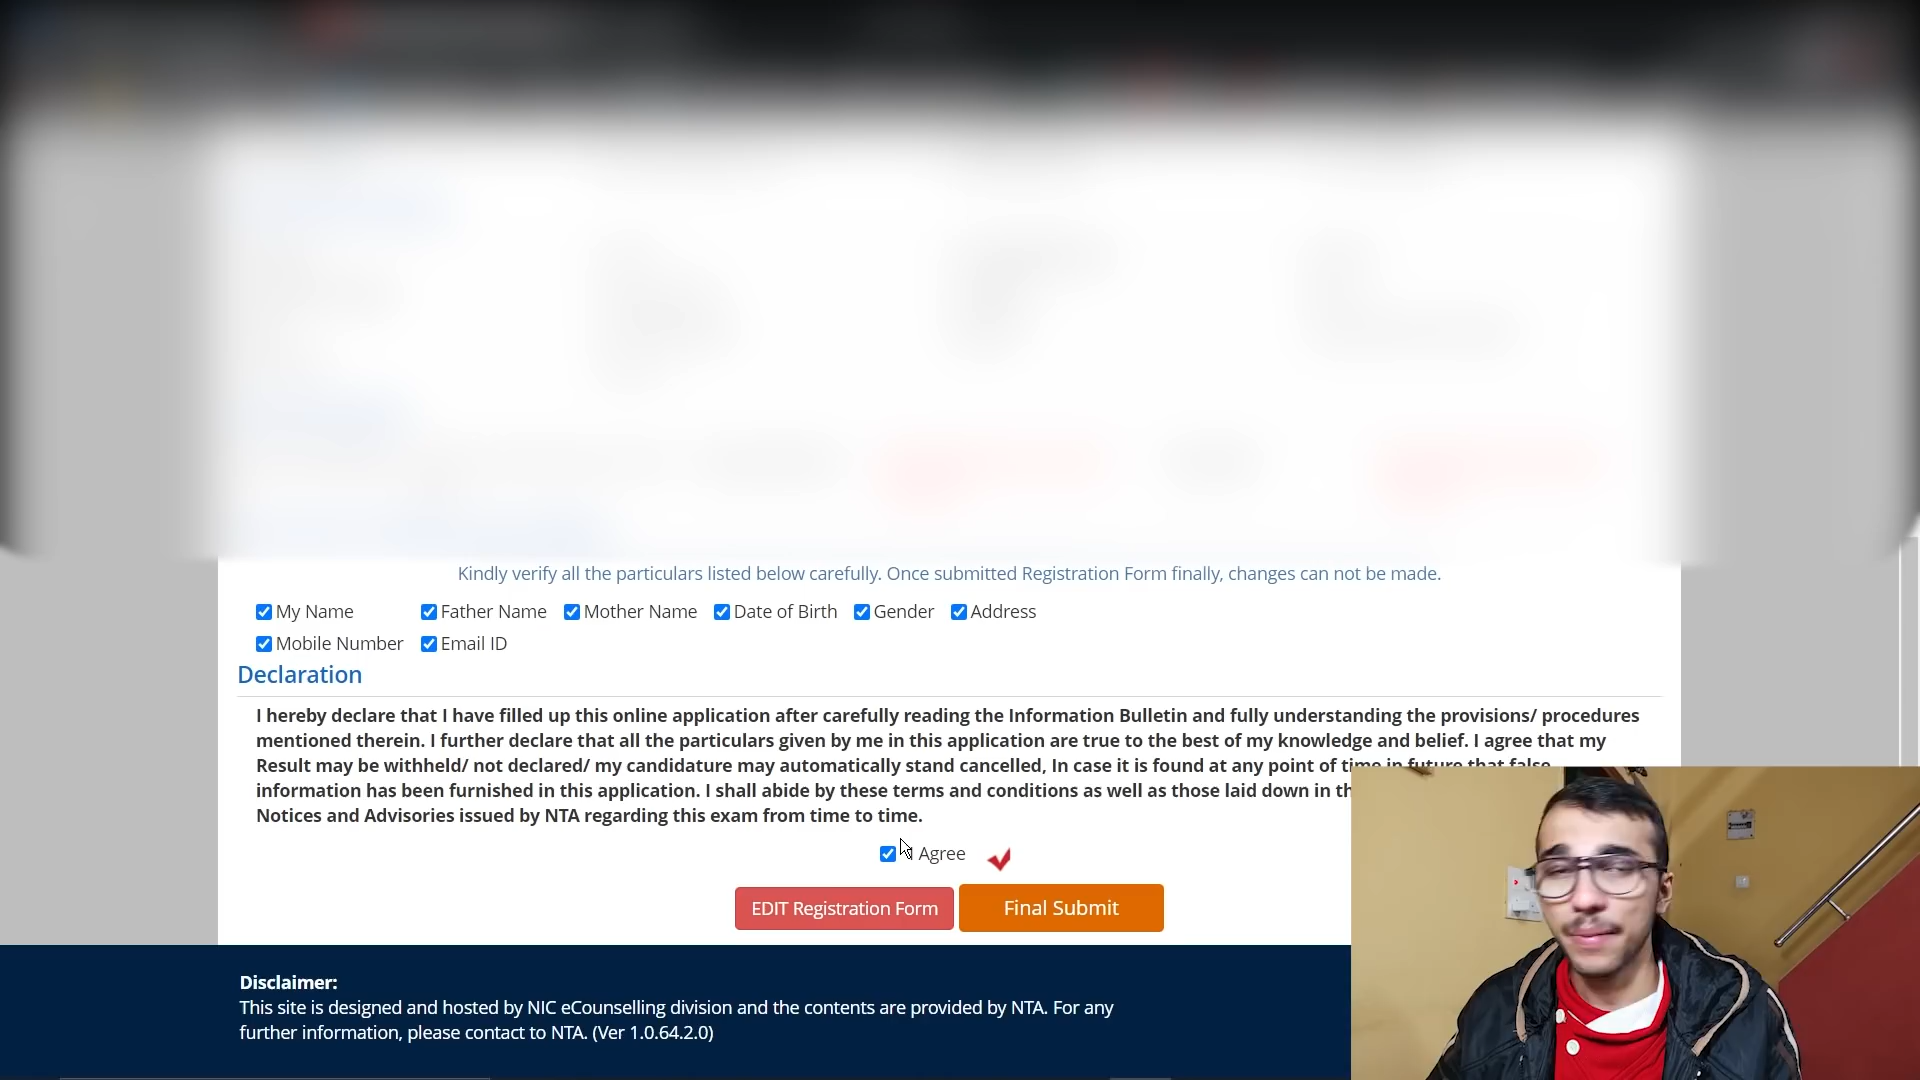 Kindly verify all the particulars listed below carefully. Once submitted Registration Form finally, changes can not be made.
My Name Father Name Mother Name Date of Birth Gender Address
Mobile Number Email ID
Declaration
I hereby declare that I have filled up this online application after carefully reading the Information Bulletin and fully understanding the provisions/ procedures
mentioned therein. I further declare that all the particulars given by me in this application are true to the best of my knowledge and belief. I agree that my
Result may be withheld/ not declared/ my candidature may automatically stand cancelled, In case it is found at any point of time in future that false
information has been furnished in this application. I shall abide by these terms and conditions as well as those laid down in
Notices and Advisories issued by NTA regarding this exam from time to time.
I Agree
EDIT Registration Form Final Submit
Disclaimer:
This site is designed and hosted by NIC eCounselling division and the contents are provided by NTA. For any
further information, please contact to NTA. (Ver 1.0.64.2.0)